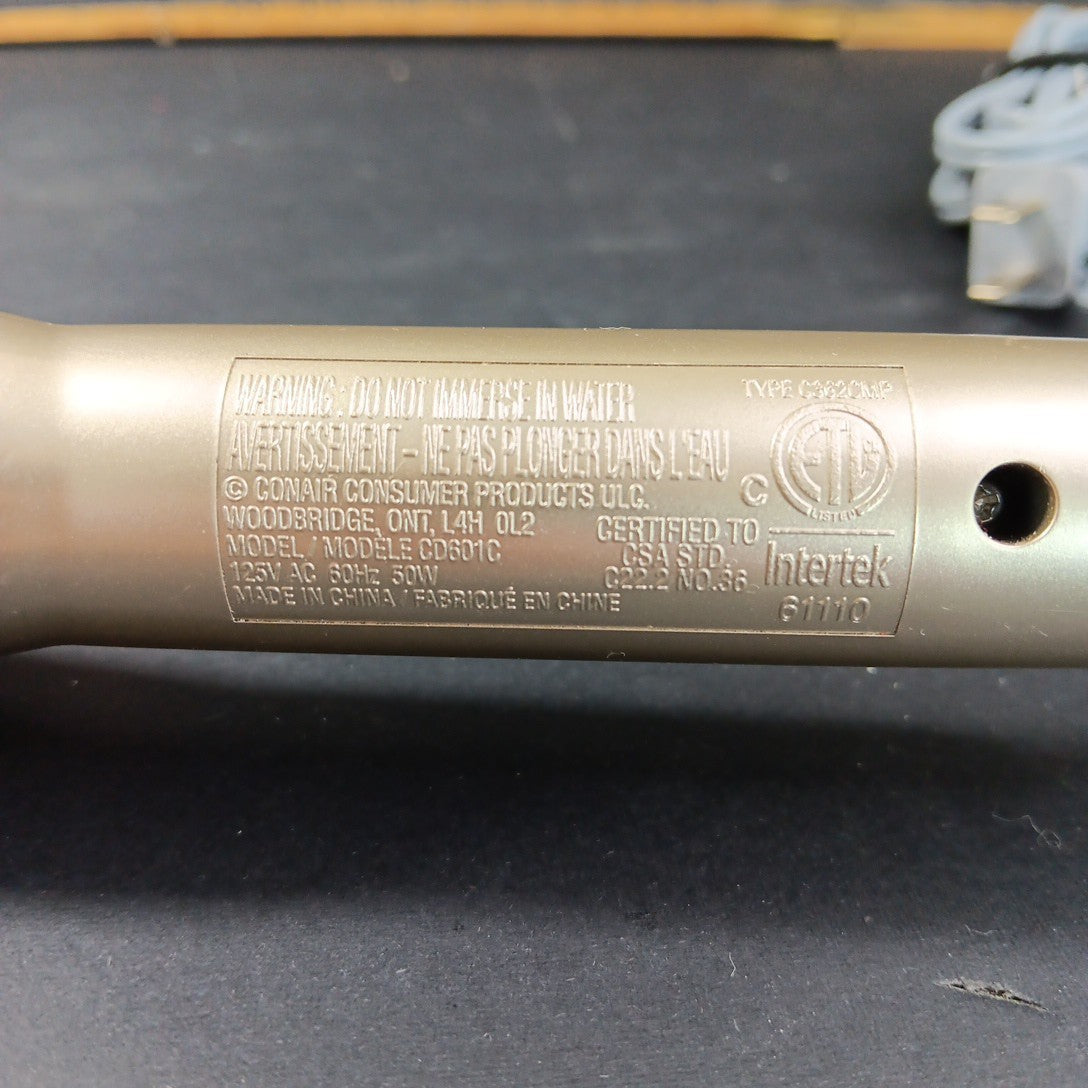 WARNING : DO NOT IMMERSE IN WATER
AVERTISSEMENT - NE PAS PLONGER DANS L'EAU
© CONAIR CONSUMER PRODUCTS ULC.
WOODBRIDGE, ONT, L4H 0L2
MODEL / MODÈLE CD601C
125V AC 60Hz 50W
MADE IN CHINA / FABRIQUÉ EN CHINE
CERTIFIED TO
CSA STD.
C22.2 NO.36
TYPE C362CMP
C
ETL
LISTED
Intertek
61110